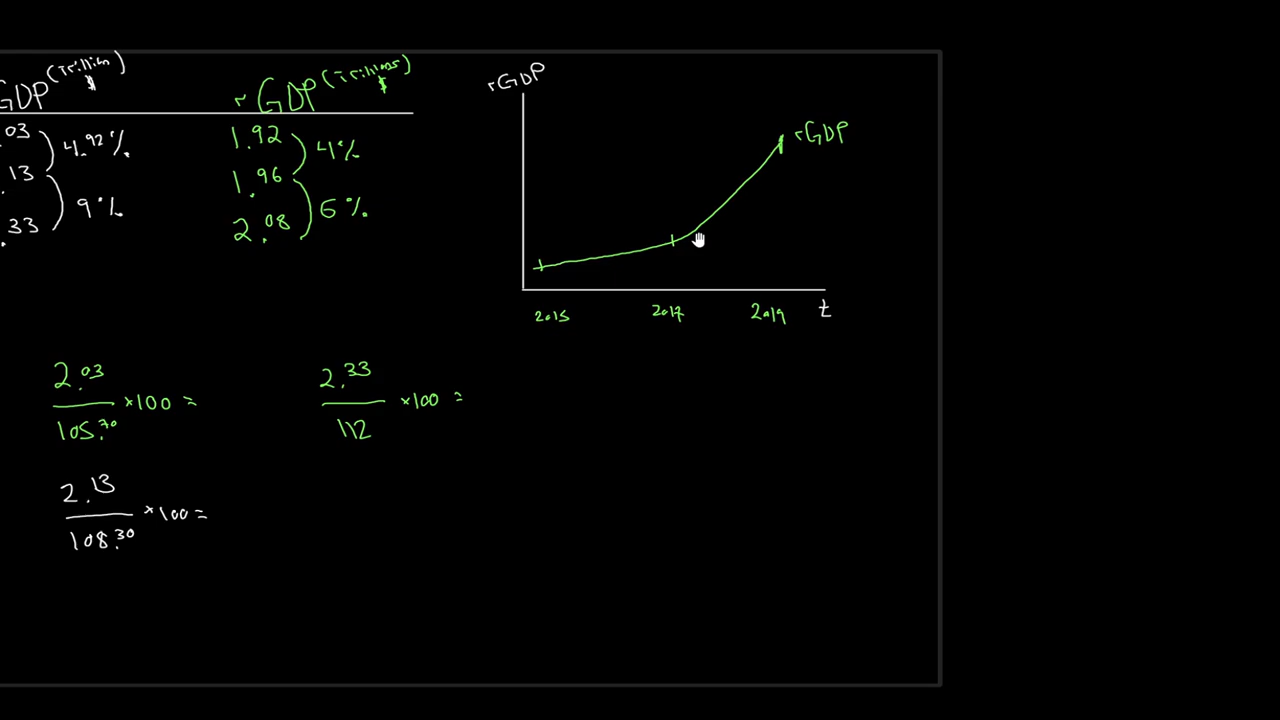 GDP (Trillion $) rGDP (Trillions $)
.03 4.92% 1.92 4%
.13 1.96
.33 9% 2.08 6%
rGDP
rGDP
2015 2017 2019 t
2.03 / 105.70 × 100 = 2.33 / 112 × 100 =
2.13 / 108.30 × 100 =